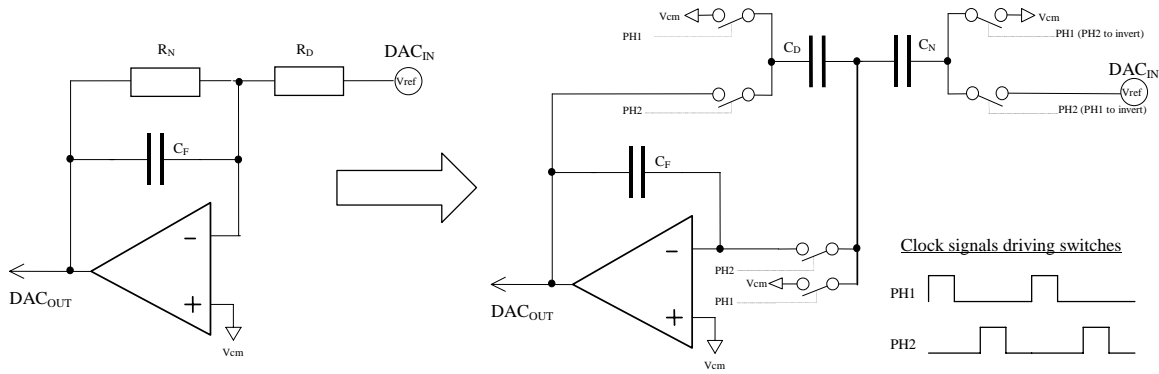 R_N
R_D
DAC_IN
Vref
C_F
−
+
DAC_OUT
Vcm
Vcm
PH1
C_D
C_N
Vcm
PH1 (PH2 to invert)
DAC_IN
Vref
PH2
PH2 (PH1 to invert)
C_F
−
+
PH2
Vcm
PH1
DAC_OUT
Vcm
Clock signals driving switches
PH1
PH2